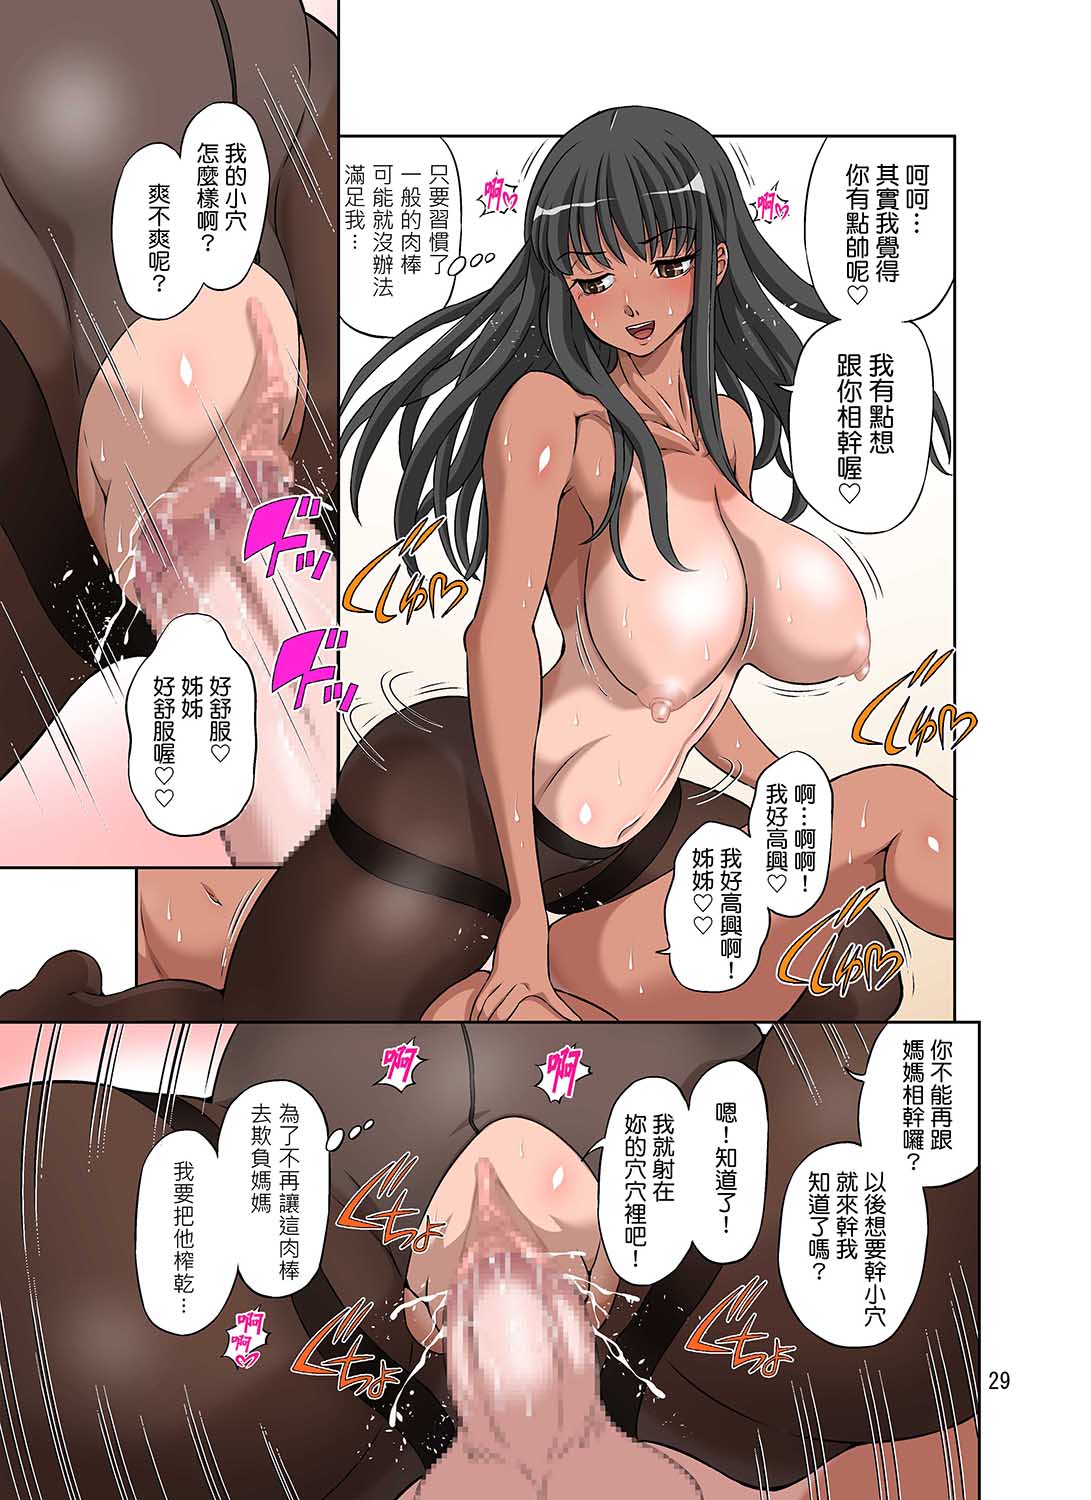 呵呵…
其實我覺得
你有點帥呢♡
我有點想
跟你相幹喔♡
啊♡
啊♡
只要習慣了
一般的肉棒
可能就沒辦法
滿足我…
ぐじゅ♡
ぐじゅ♡
ぐじゅ♡
啊…啊啊！
我好高興♡
我好高興啊！
姊姊♡♡
我的小穴
怎麼樣啊？
爽不爽呢？
ドッ
ドッ
好舒服♡
姊姊
好舒服喔♡♡
你不能再跟
媽媽相幹囉？
以後想要幹小穴
就來幹我
知道了嗎？
嗯！知道了！
我就射在
妳的穴穴裡吧！
啊
啊
為了不再讓這肉棒
去欺負媽媽
我要把他榨乾…
ぐちょ
ぐちょ
ぐちょ
啊
啊♡
29